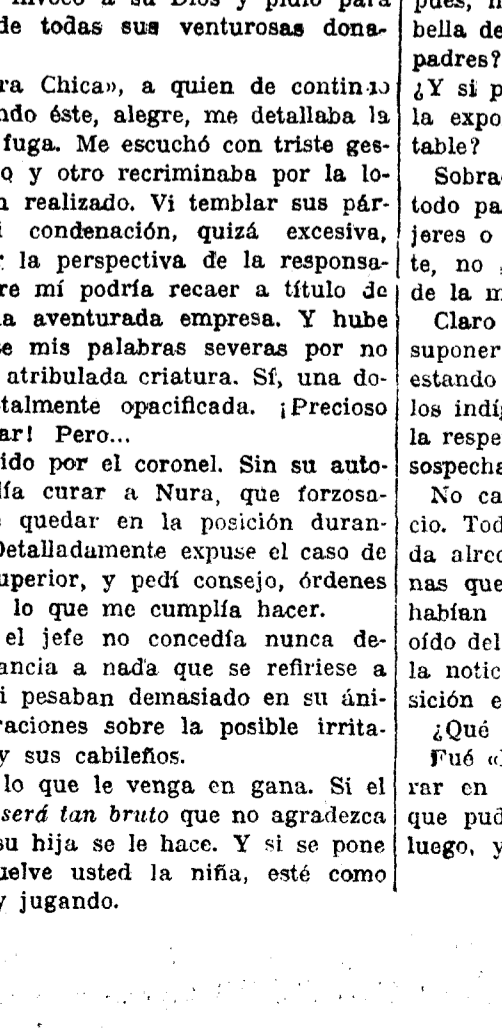 invocó a su Dios y pidió para
de todas sus venturosas dona-
ra Chica», a quien de continuo
ndo éste, alegre, me detallaba la
fuga. Me escuchó con triste ges-
o y otro recriminaba por la lo-
n realizado. Vi temblar sus pár-
i condenación, quizá excesiva,
r la perspectiva de la responsa-
re mí podría recaer a título de
la aventurada empresa. Y hube
se mis palabras severas por no
atribulada criatura. Sí, una do-
talmente opacificada. ¡Precioso
ar! Pero...
ido por el coronel. Sin su auto-
lía curar a Nura, que forzosa-
quedar en la posición duran-
Detalladamente expuse el caso de
uperior, y pedí consejo, órdenes
lo que me cumplía hacer.
el jefe no concedía nunca de-
ancia a nada que se refiriese a
i pesaban demasiado en su áni-
raciones sobre la posible irrita-
y sus cabileños.
lo que le venga en gana. Si el
será tan bruto que no agradezca
su hija se le hace. Y si se pone
uelve usted la niña, esté como
y jugando.
pues, n
bella de
padres?
¿Y si p
la expo
table?
Sobra
todo pa
jeres o
te, no
de la m
Claro
suponer
estando
los indí
la respe
sospecha
No ca
cio. Tod
da alred
nas que
habían
oído del
la notic
sición e
¿Qué
Fué «
rar en
que pud
luego, y